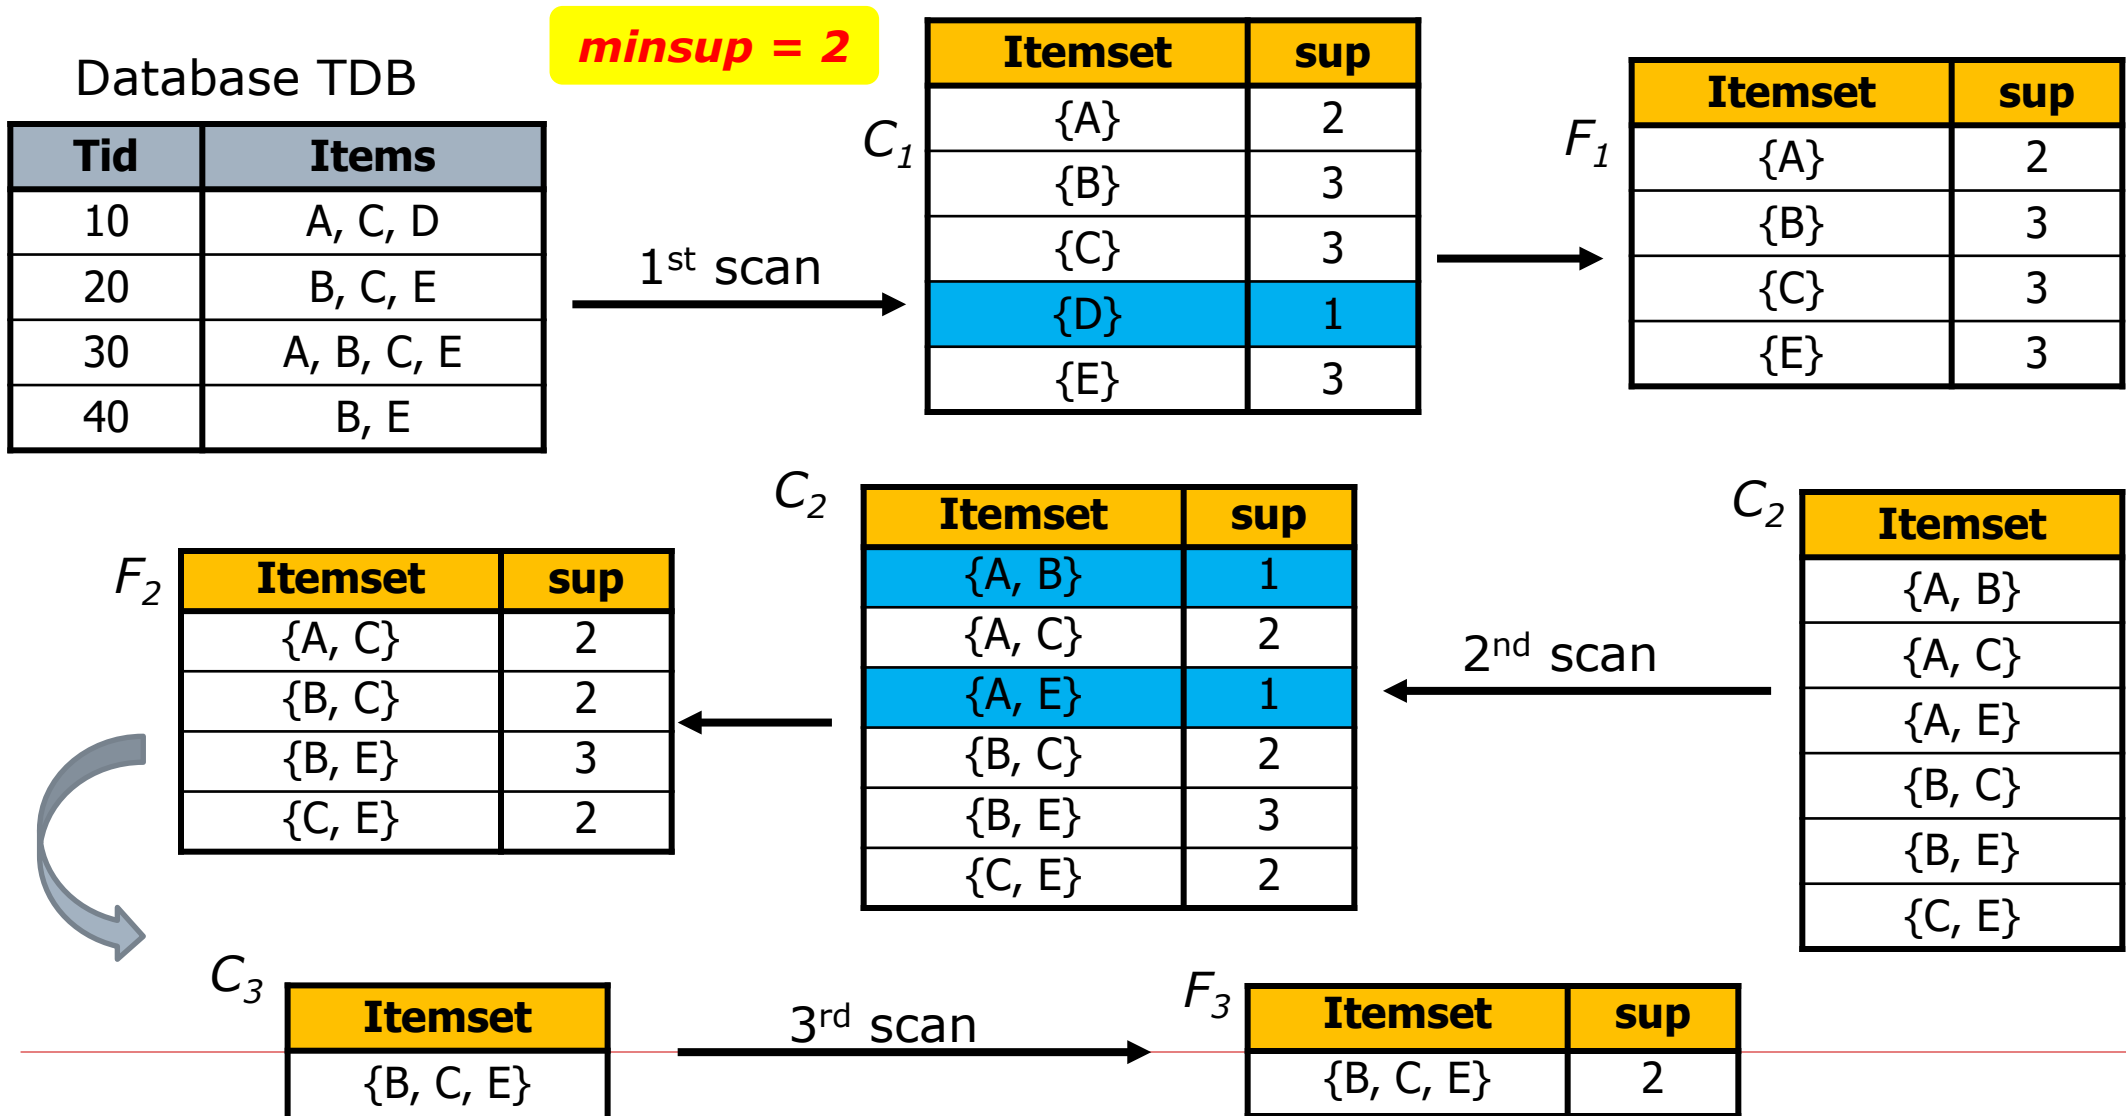 minsup = 2
Database TDB
Tid Items
10 A, C, D
20 B, C, E
30 A, B, C, E
40 B, E
1st scan
C1
Itemset sup
{A} 2
{B} 3
{C} 3
{D} 1
{E} 3
F1
Itemset sup
{A} 2
{B} 3
{C} 3
{E} 3
C2
Itemset
{A, B}
{A, C}
{A, E}
{B, C}
{B, E}
{C, E}
2nd scan
C2
Itemset sup
{A, B} 1
{A, C} 2
{A, E} 1
{B, C} 2
{B, E} 3
{C, E} 2
F2
Itemset sup
{A, C} 2
{B, C} 2
{B, E} 3
{C, E} 2
C3
Itemset
{B, C, E}
3rd scan
F3
Itemset sup
{B, C, E} 2